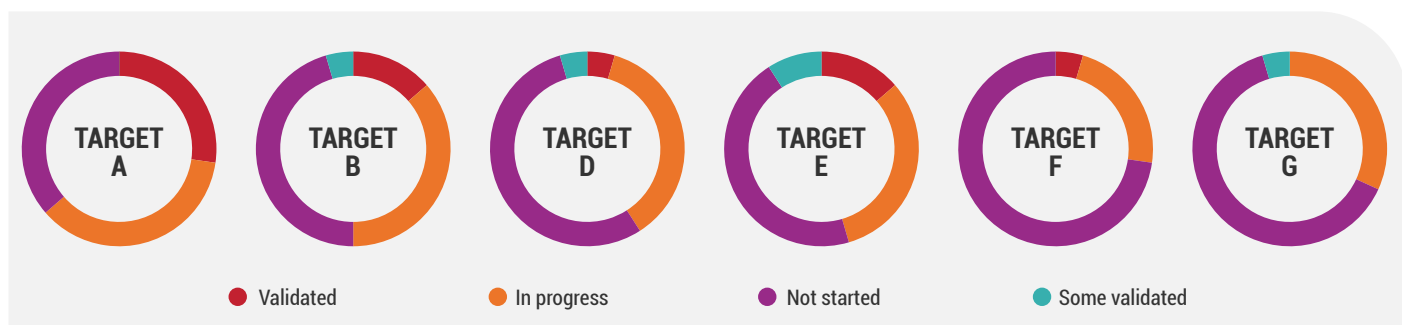 TARGET
A
TARGET
B
TARGET
D
TARGET
E
TARGET
F
TARGET
G
Validated
In progress
Not started
Some validated